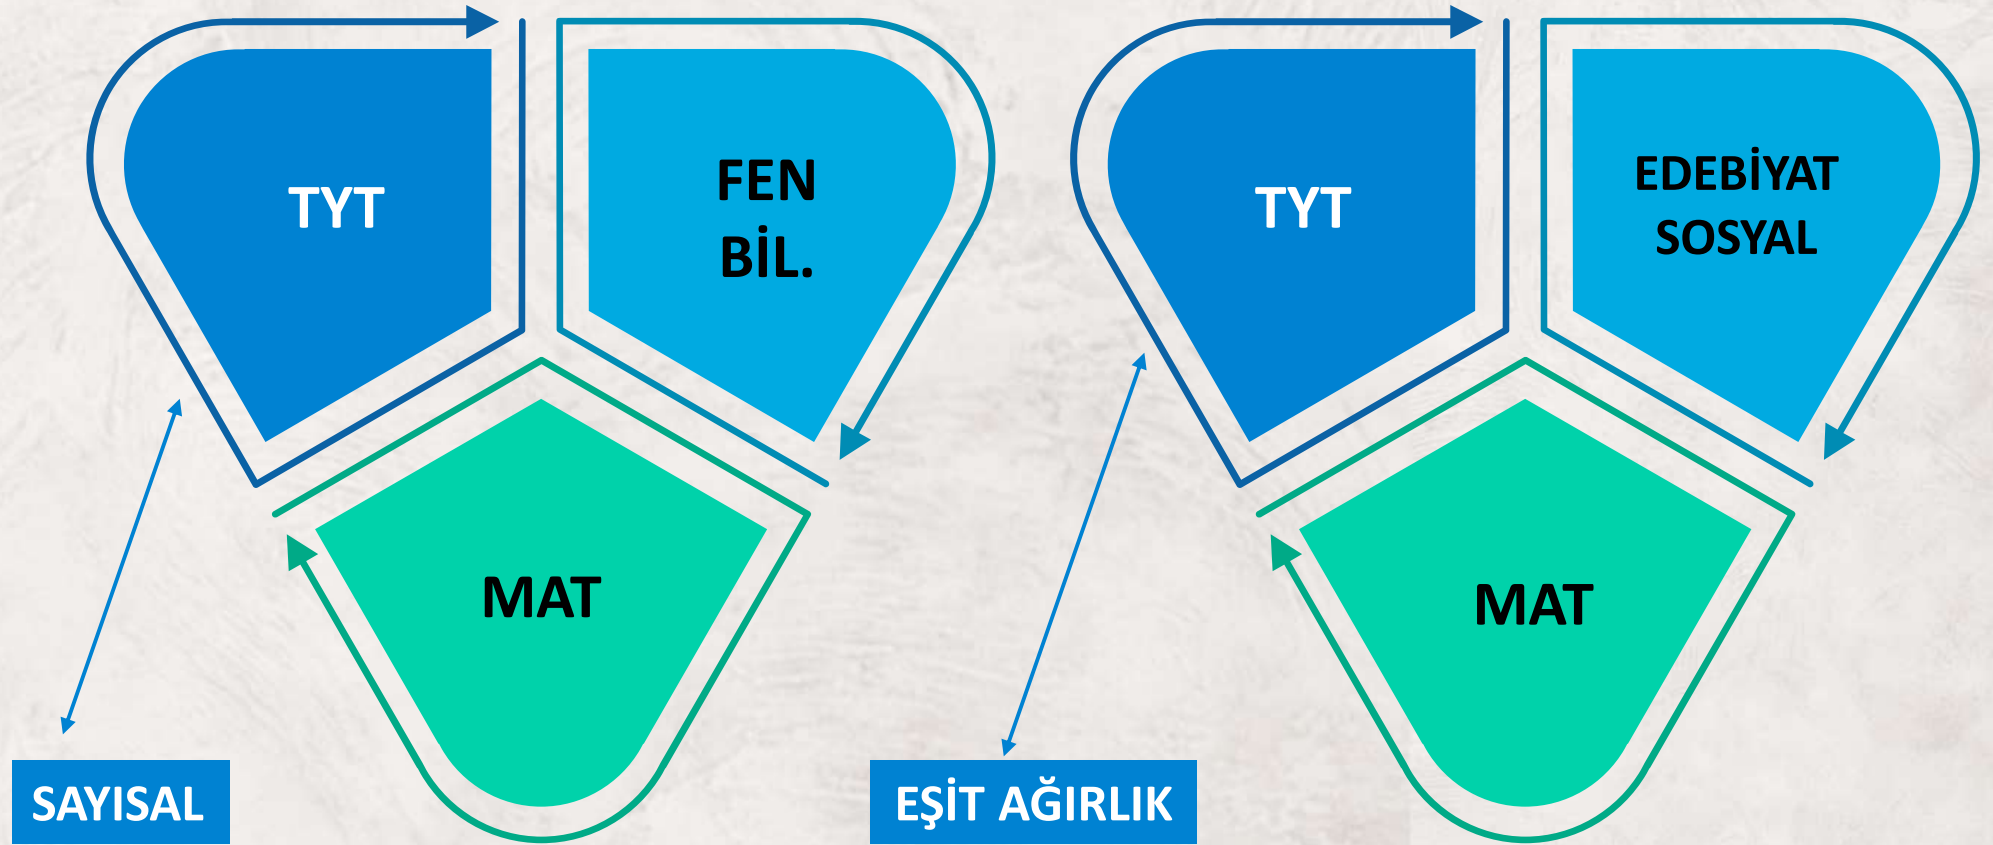 TYT
FEN
BİL.
MAT
SAYISAL
TYT
EDEBİYAT
SOSYAL
MAT
EŞİT AĞIRLIK